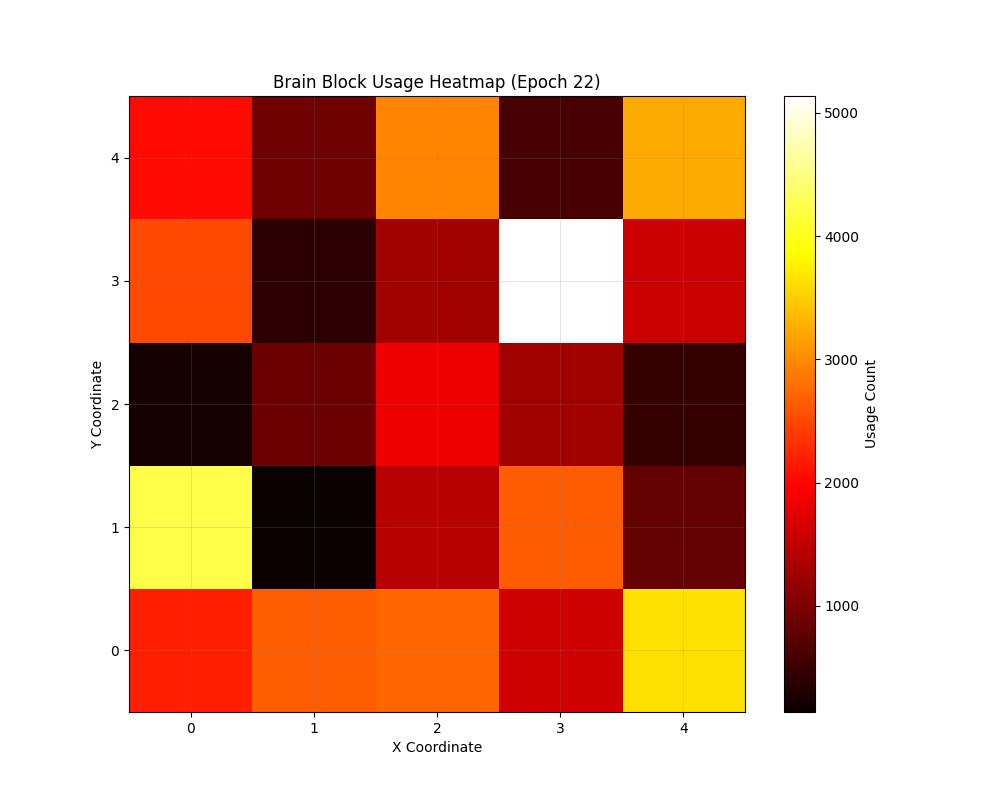 Brain Block Usage Heatmap (Epoch 22)
5000
4
4000
3
3000
Usage Count
Y Coordinate
2
2000
1
1000
0
0 1 2 3 4
X Coordinate